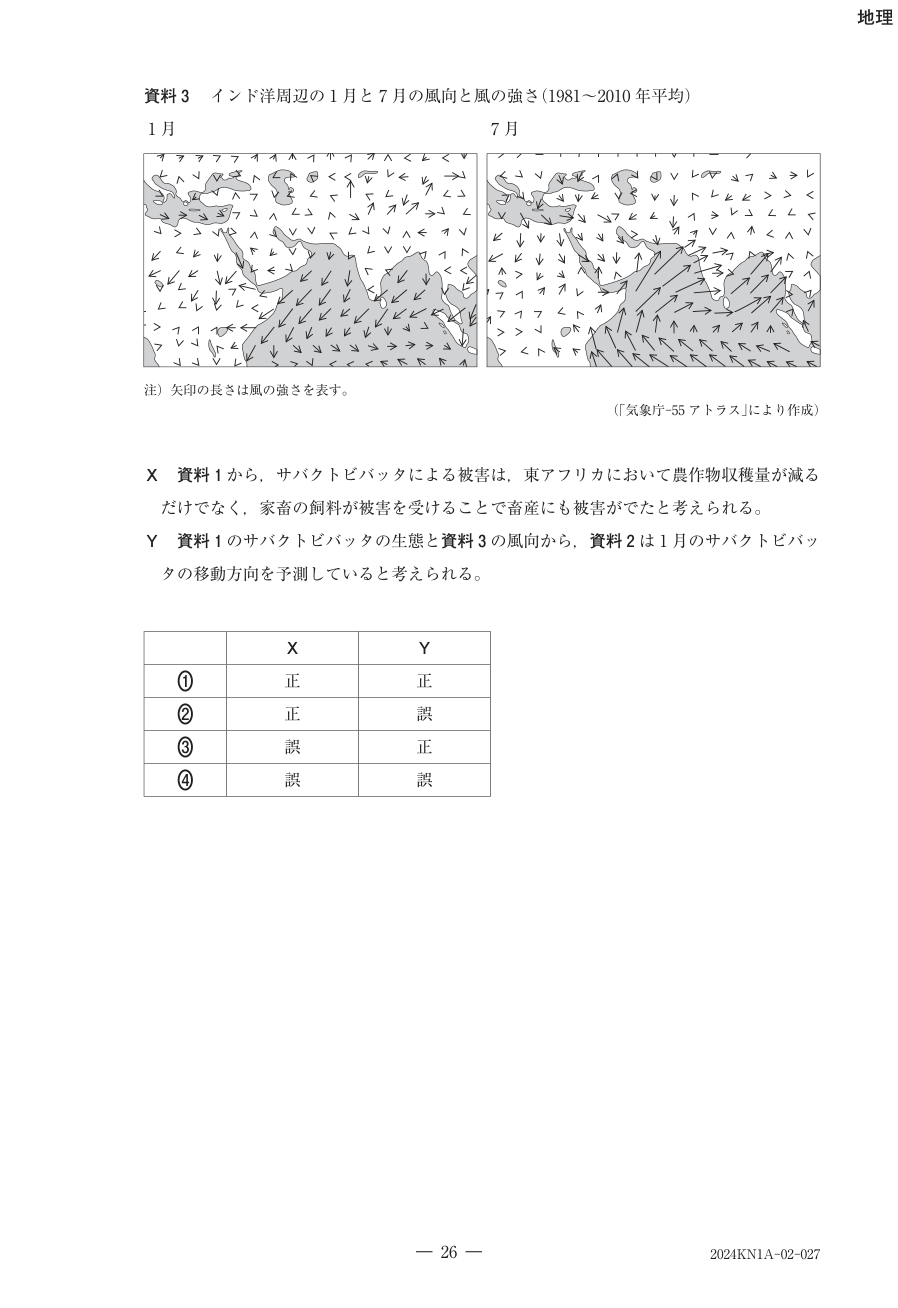 地理
資料3 インド洋周辺の1月と7月の風向と風の強さ(1981～2010年平均)
1月
7月
注）矢印の長さは風の強さを表す。
(「気象庁-55アトラス」により作成)
X 資料1から，サバクトビバッタによる被害は，東アフリカにおいて農作物収穫量が減る
だけでなく，家畜の飼料が被害を受けることで畜産にも被害がでたと考えられる。
Y 資料1のサバクトビバッタの生態と資料3の風向から，資料2は1月のサバクトビバッ
タの移動方向を予測していると考えられる。
X Y
① 正 正
② 正 誤
③ 誤 正
④ 誤 誤
― 26 ―
2024KN1A-02-027